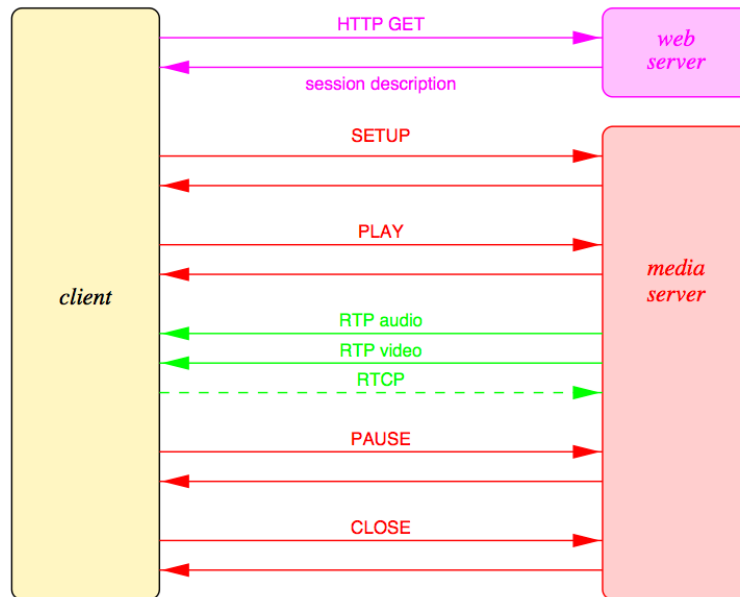 HTTP GET
web
server
session description
SETUP
PLAY
client
media
server
RTP audio
RTP video
RTCP
PAUSE
CLOSE